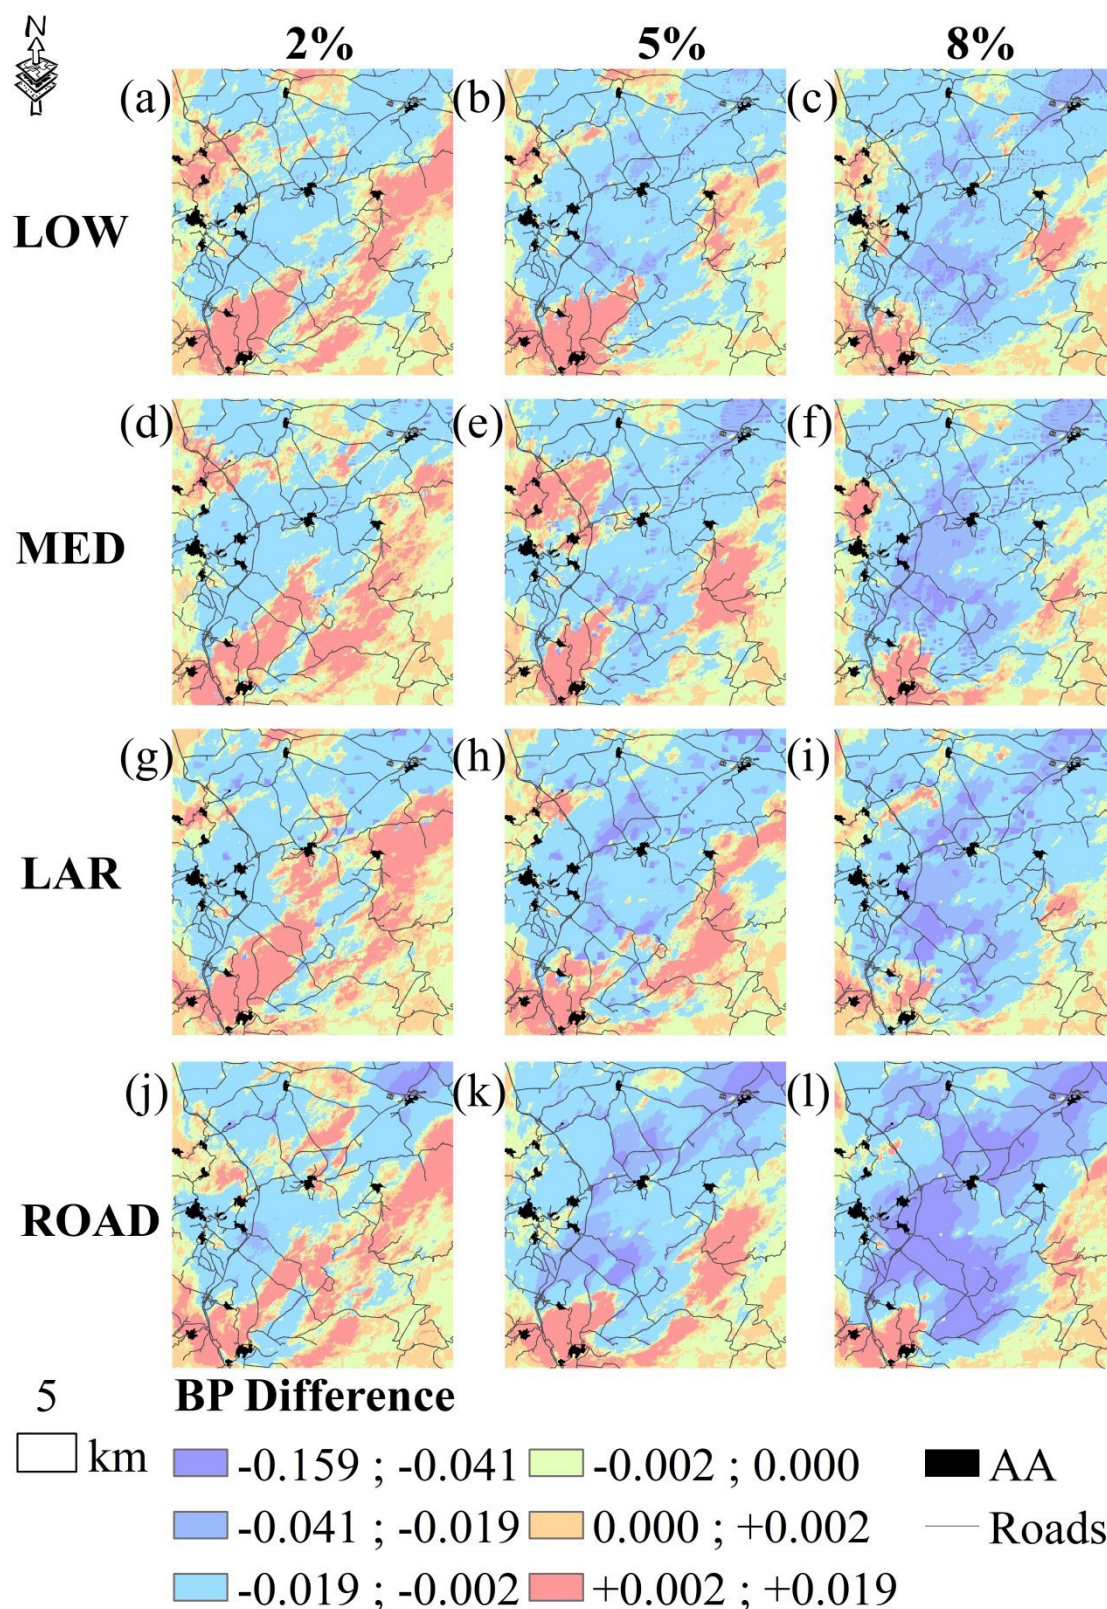 N
2% 5% 8%
(a) (b) (c)
LOW
(d) (e) (f)
MED
(g) (h) (i)
LAR
(j) (k) (l)
ROAD
5 BP Difference
km -0.159 ; -0.041 -0.002 ; 0.000 AA
-0.041 ; -0.019 0.000 ; +0.002 Roads
-0.019 ; -0.002 +0.002 ; +0.019